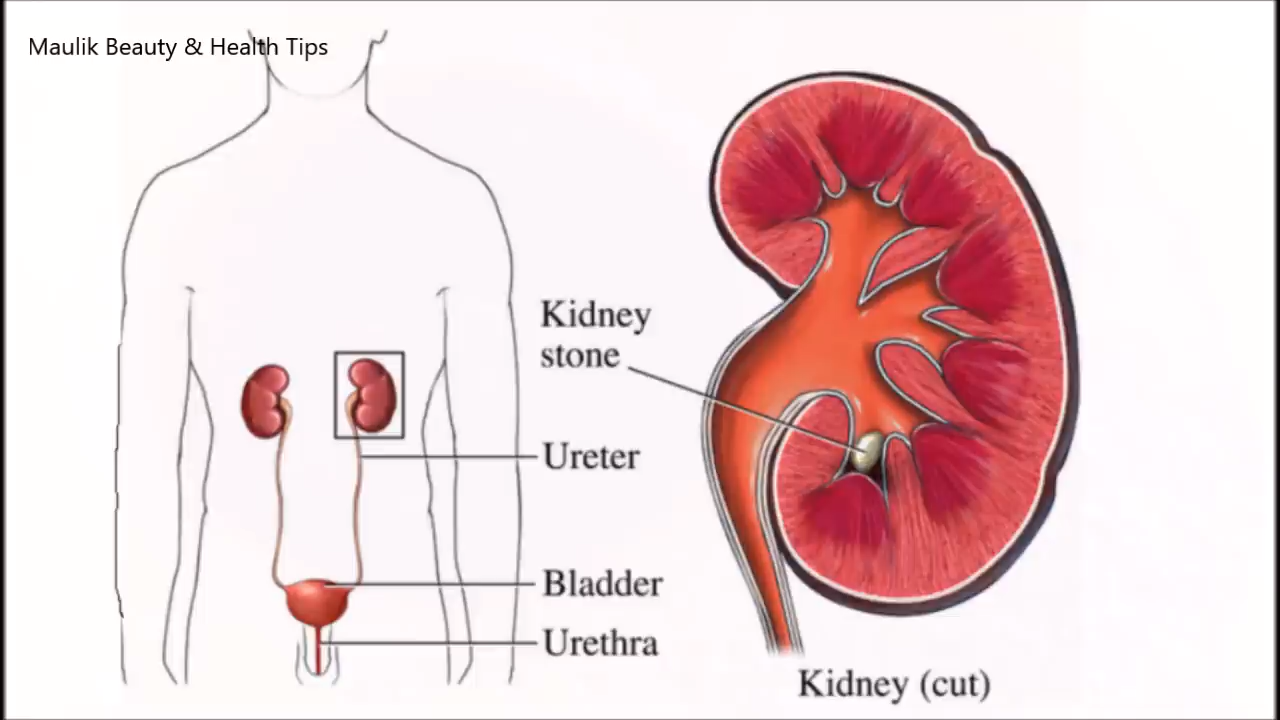 Maulik Beauty & Health Tips
Kidney
stone
Ureter
Bladder
Urethra
Kidney (cut)